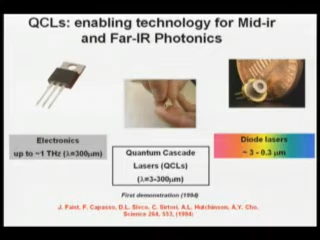 QCLs: enabling technology for Mid-ir
and Far-IR Photonics
Electronics
up to ~1 THz (λ=300μm)
Quantum Cascade
Lasers (QCLs)
(λ=3-300μm)
Diode lasers
~ 3 - 0.3 μm
First demonstration (1994)
J. Faist, F. Capasso, D.L. Sivco, C. Sirtori, A.L. Hutchinson, A.Y. Cho,
Science 264, 553, (1994)